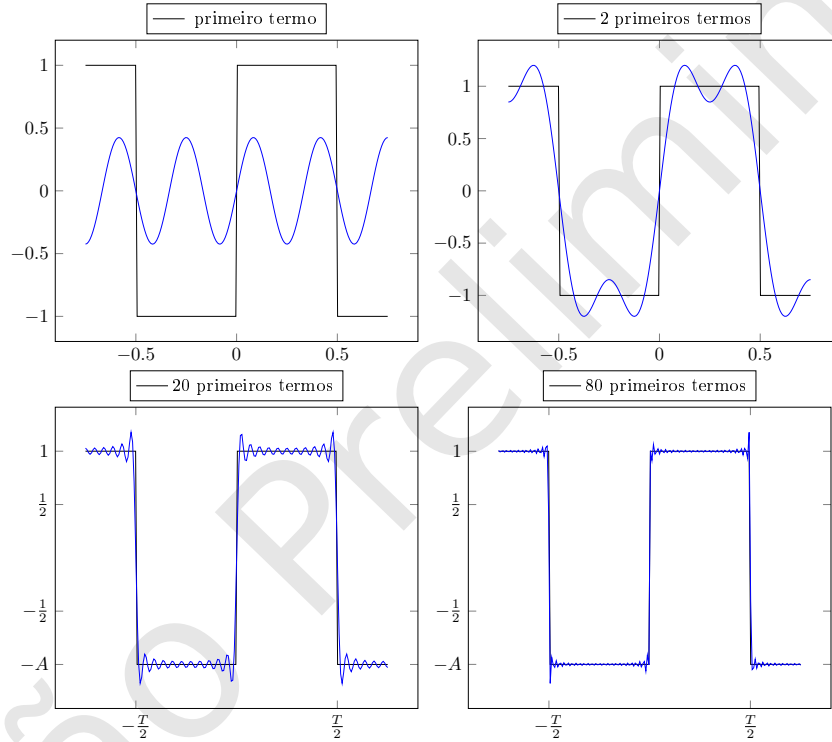 primeiro termo
2 primeiros termos
1
0.5
0
−0.5
−1
−0.5 0 0.5
1
0.5
0
−0.5
−1
−0.5 0 0.5
20 primeiros termos
80 primeiros termos
1
1/2
−1/2
−A
−T/2 T/2
1
1/2
−1/2
−A
−T/2 T/2
ão Prelimin